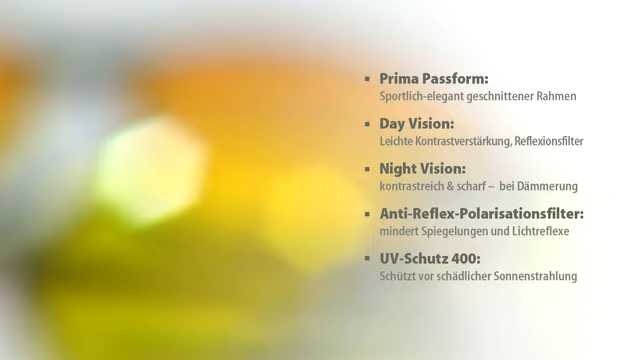 ▪ Prima Passform:
Sportlich-elegant geschnittener Rahmen
▪ Day Vision:
Leichte Kontrastverstärkung, Reflexionsfilter
▪ Night Vision:
kontrastreich & scharf – bei Dämmerung
▪ Anti-Reflex-Polarisationsfilter:
mindert Spiegelungen und Lichtreflexe
▪ UV-Schutz 400:
Schützt vor schädlicher Sonnenstrahlung